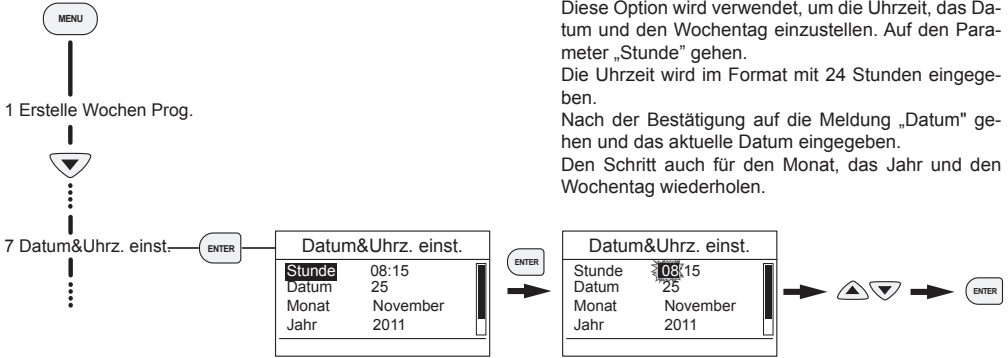 MENU
Diese Option wird verwendet, um die Uhrzeit, das Da-
tum und den Wochentag einzustellen. Auf den Para-
meter „Stunde” gehen.
Die Uhrzeit wird im Format mit 24 Stunden eingege-
ben.
Nach der Bestätigung auf die Meldung „Datum" ge-
hen und das aktuelle Datum eingegeben.
Den Schritt auch für den Monat, das Jahr und den
Wochentag wiederholen.
1 Erstelle Wochen Prog.
7 Datum&Uhrz. einst.
ENTER
Datum&Uhrz. einst.
Stunde 08:15
Datum 25
Monat November
Jahr 2011
ENTER
Datum&Uhrz. einst.
Stunde 08:15
Datum 25
Monat November
Jahr 2011
ENTER